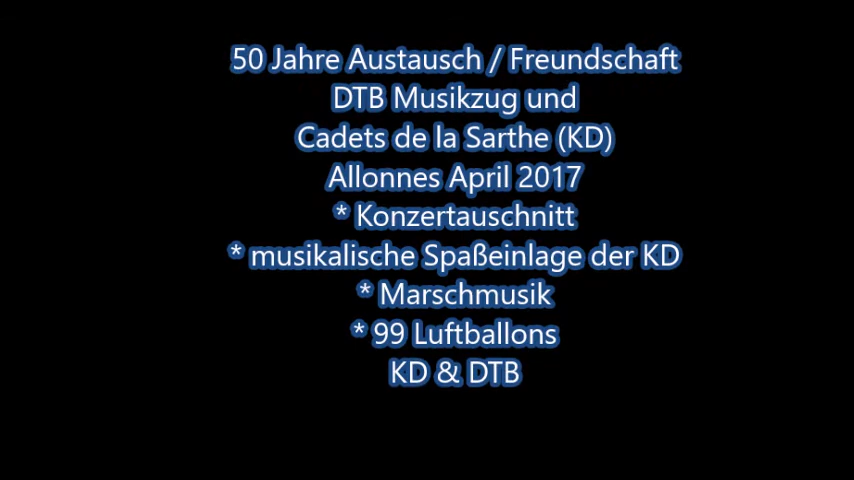 50 Jahre Austausch / Freundschaft
DTB Musikzug und
Cadets de la Sarthe (KD)
Allonnes April 2017
* Konzertauschnitt
* musikalische Spaßeinlage der KD
* Marschmusik
* 99 Luftballons
KD & DTB